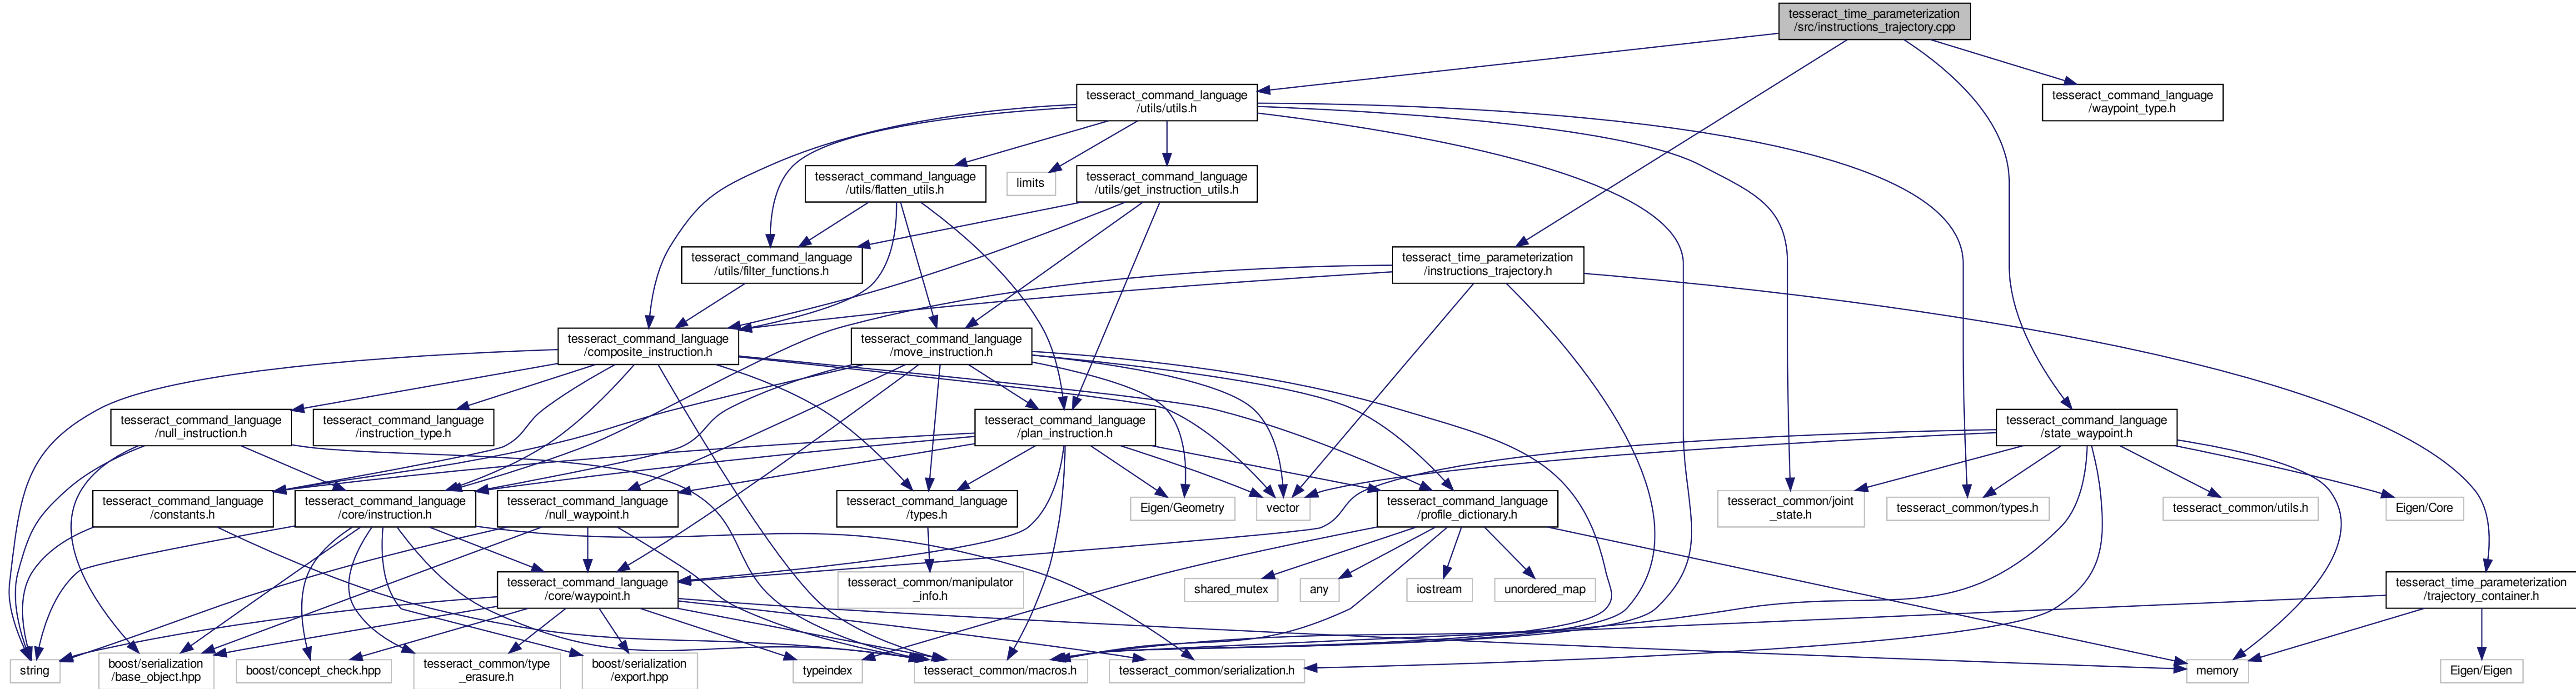 tesseract_time_parameterization
/src/instructions_trajectory.cpp
tesseract_command_language
/utils/utils.h
tesseract_command_language
/waypoint_type.h
tesseract_command_language
/utils/flatten_utils.h
limits
tesseract_command_language
/utils/get_instruction_utils.h
tesseract_command_language
/utils/filter_functions.h
tesseract_time_parameterization
/instructions_trajectory.h
tesseract_command_language
/composite_instruction.h
tesseract_command_language
/move_instruction.h
tesseract_command_language
/null_instruction.h
tesseract_command_language
/instruction_type.h
tesseract_command_language
/plan_instruction.h
tesseract_command_language
/state_waypoint.h
tesseract_command_language
/constants.h
tesseract_command_language
/core/instruction.h
tesseract_command_language
/null_waypoint.h
tesseract_command_language
/types.h
Eigen/Geometry
vector
tesseract_command_language
/profile_dictionary.h
tesseract_common/joint
_state.h
tesseract_common/types.h
tesseract_common/utils.h
Eigen/Core
tesseract_command_language
/core/waypoint.h
tesseract_common/manipulator
_info.h
shared_mutex
any
iostream
unordered_map
tesseract_time_parameterization
/trajectory_container.h
string
boost/serialization
/base_object.hpp
boost/concept_check.hpp
tesseract_common/type
_erasure.h
boost/serialization
/export.hpp
typeindex
tesseract_common/macros.h
tesseract_common/serialization.h
memory
Eigen/Eigen